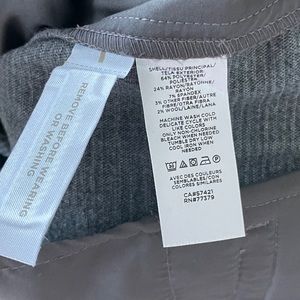 SHELL/TISSU PRINCIPAL/
TELA EXTERIOR:
64% POLYESTER/
POLIÉSTER
24% RAYON/RAYONNE/
RAYÓN
7% SPANDEX
3% OTHER FIBER/AUTRE
FIBRE/OTRA FIBRA
2% WOOL/LAINE/LANA
MACHINE WASH COLD
DELICATE CYCLE WITH
LIKE COLORS
ONLY NON-CHLORINE
BLEACH WHEN NEEDED
TUMBLE DRY LOW
COOL IRON WHEN
NEEDED
AVEC DES COULEURS
SEMBLABLES/CON
COLORES SIMILARES
CA#57421
RN#77379
REMOVE BEFORE WEARING
OR WASHING